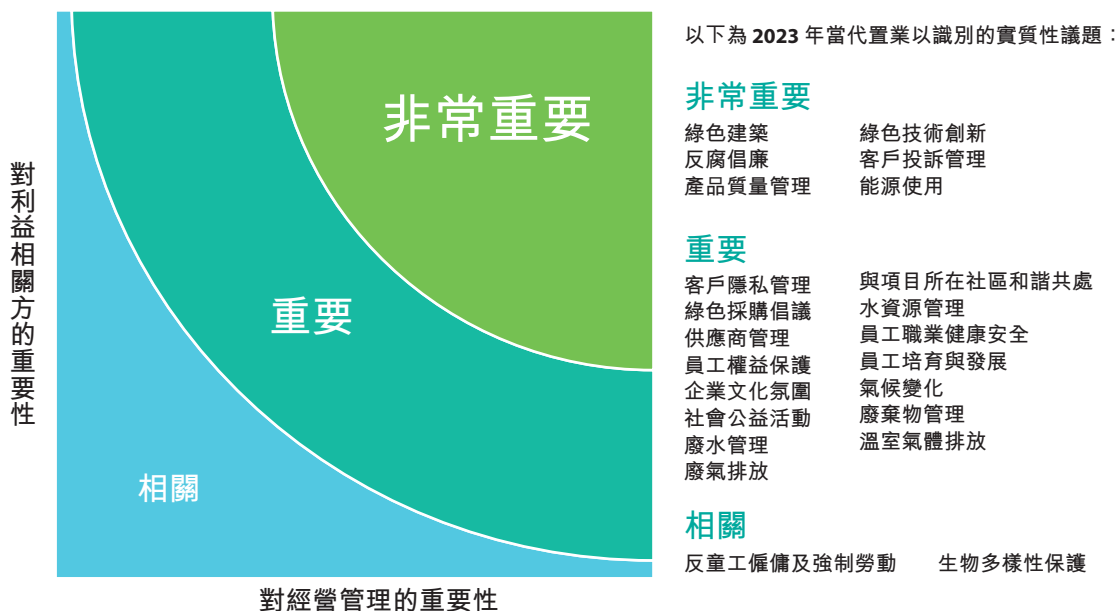 對利益相關方的重要性
非常重要
重要
相關
對經營管理的重要性
以下為 2023 年當代置業以識別的實質性議題：
非常重要
綠色建築
反腐倡廉
產品質量管理
綠色技術創新
客戶投訴管理
能源使用
重要
客戶隱私管理
綠色採購倡議
供應商管理
員工權益保護
企業文化氛圍
社會公益活動
廢水管理
廢氣排放
與項目所在社區和諧共處
水資源管理
員工職業健康安全
員工培育與發展
氣候變化
廢棄物管理
溫室氣體排放
相關
反童工僱傭及強制勞動
生物多樣性保護